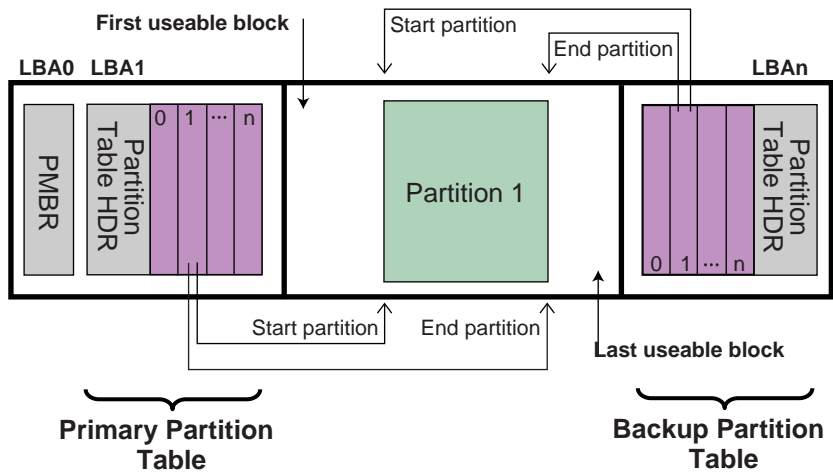 First useable block
Start partition
End partition
LBA0
LBA1
LBAn
PMBR
Partition
Table HDR
0 1 ... n
Partition 1
Partition
Table HDR
0 1 ... n
Start partition
End partition
Last useable block
Primary Partition
Table
Backup Partition
Table